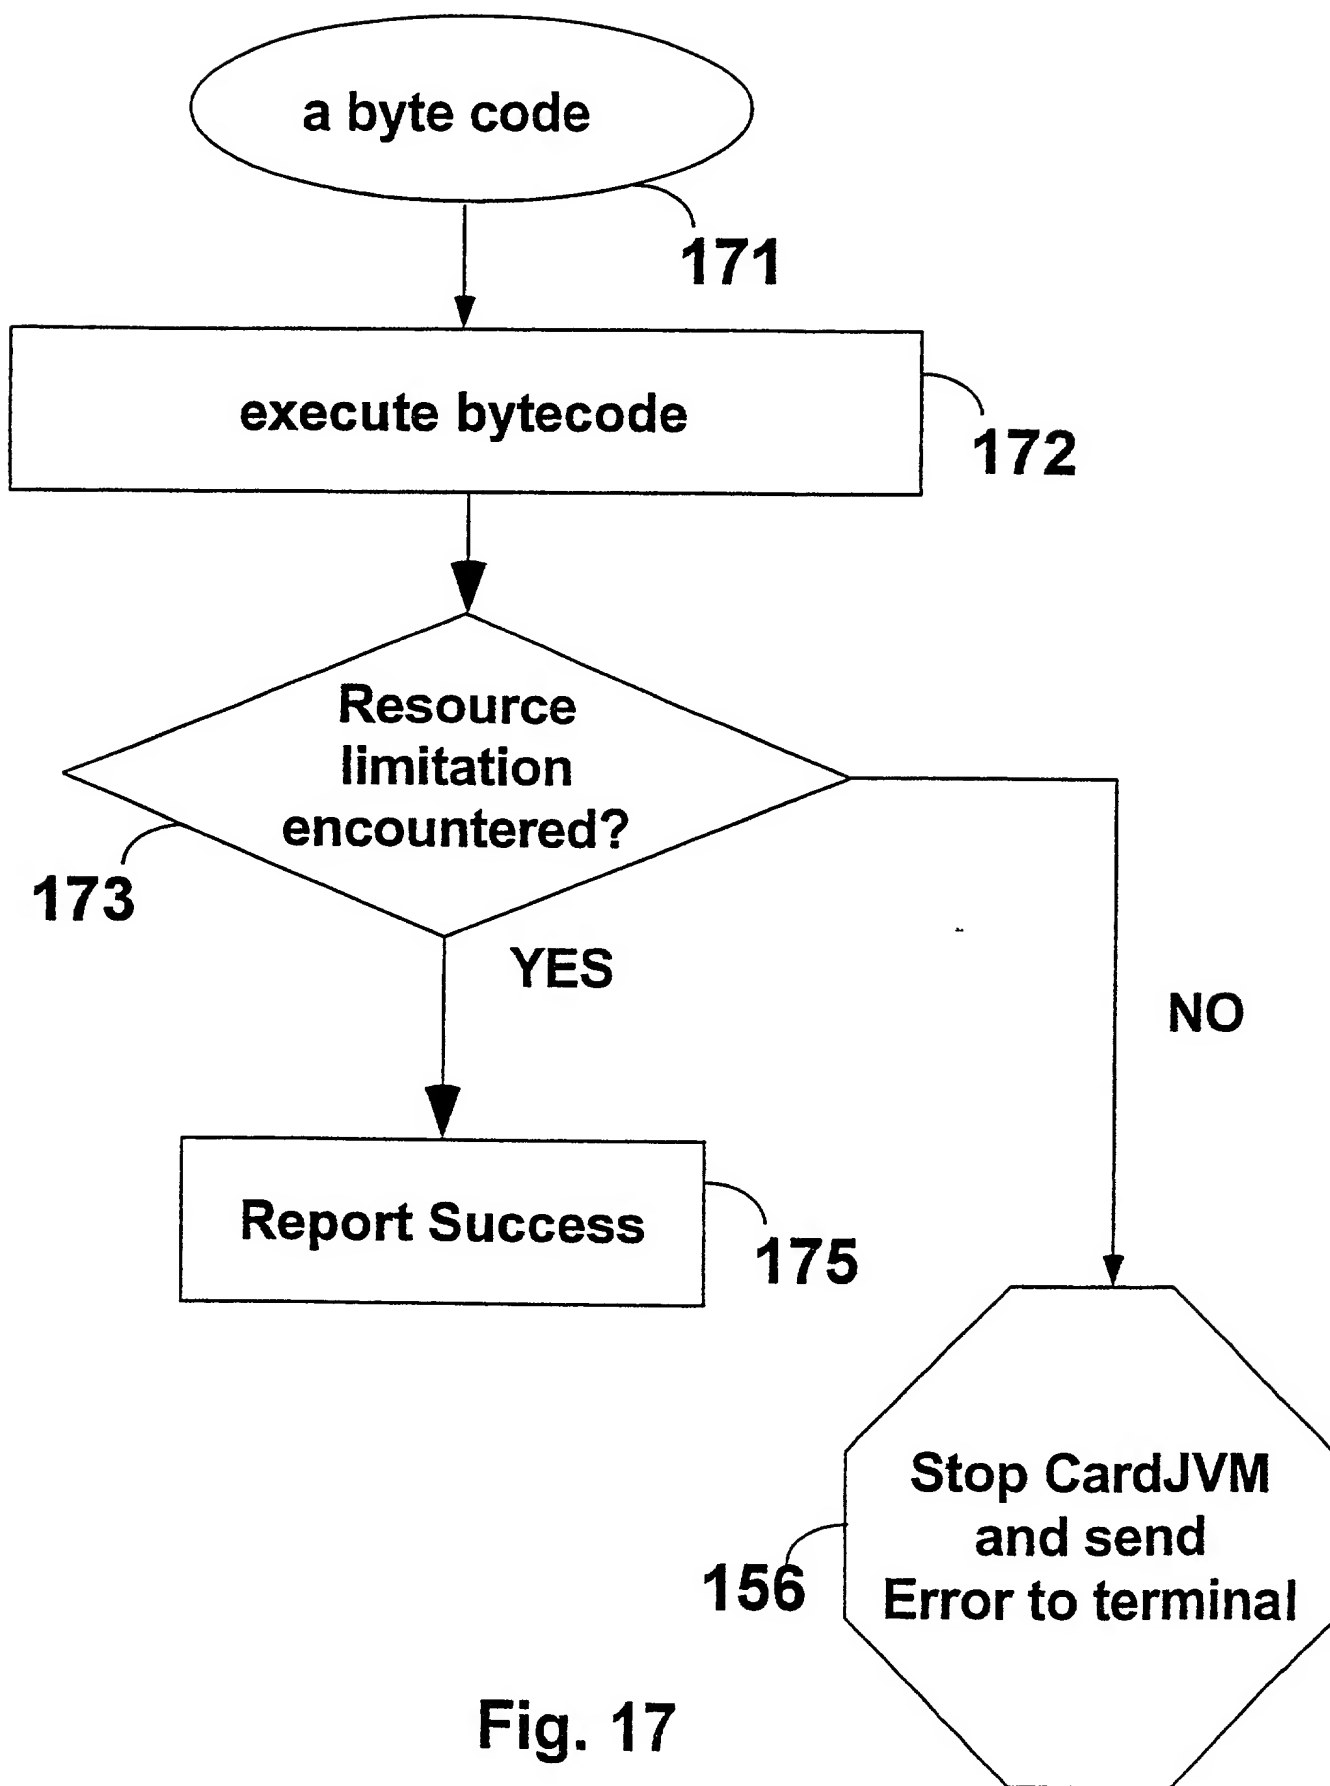 a byte code
171
execute bytecode
172
Resource
limitation
encountered?
173
YES
NO
Report Success
175
Stop CardJVM
and send
Error to terminal
156
Fig. 17